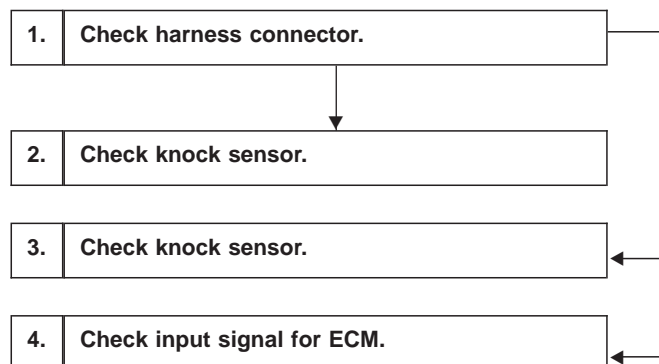 1. Check harness connector.
2. Check knock sensor.
3. Check knock sensor.
4. Check input signal for ECM.